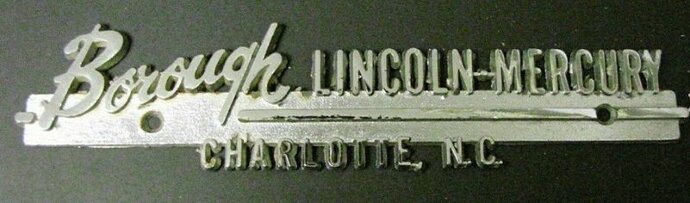 Borough LINCOLN-MERCURY
CHARLOTTE, N.C.